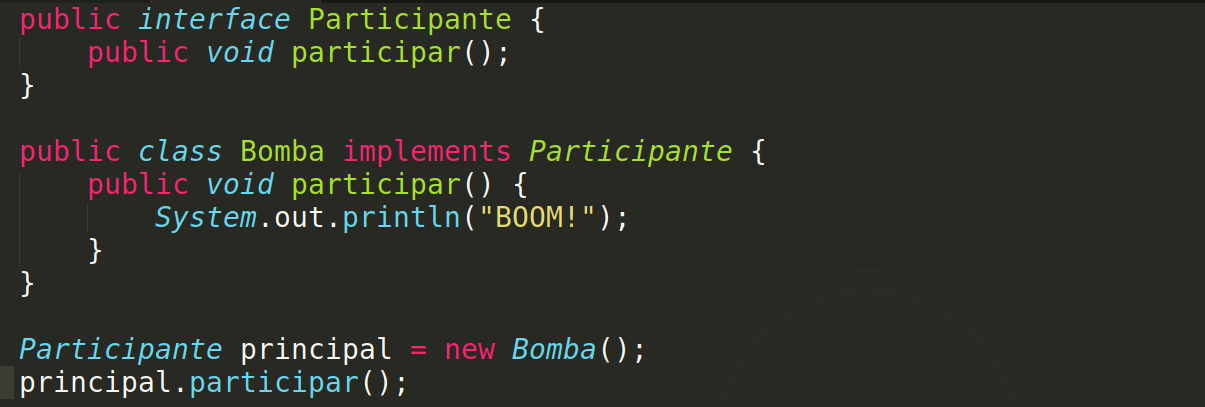 public interface Participante {
    public void participar();
}

public class Bomba implements Participante {
    public void participar() {
        System.out.println("BOOM!");
    }
}

Participante principal = new Bomba();
principal.participar();